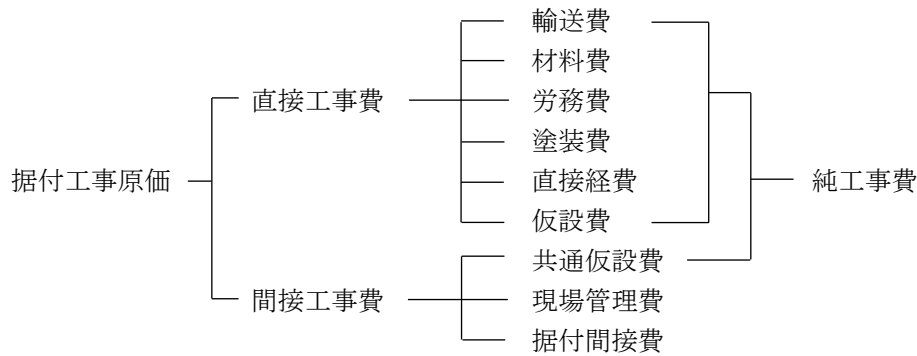 輸送費
材料費
直接工事費
労務費
塗装費
据付工事原価
直接経費
純工事費
仮設費
共通仮設費
間接工事費
現場管理費
据付間接費